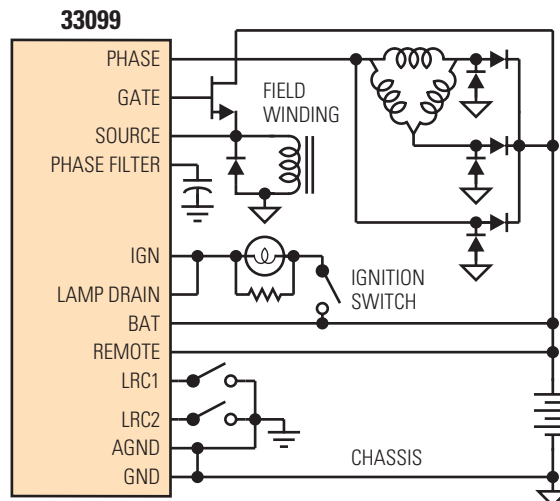 33099
PHASE
GATE
SOURCE
PHASE FILTER
FIELD
WINDING
IGN
LAMP DRAIN
BAT
REMOTE
LRC1
LRC2
AGND
GND
IGNITION
SWITCH
CHASSIS